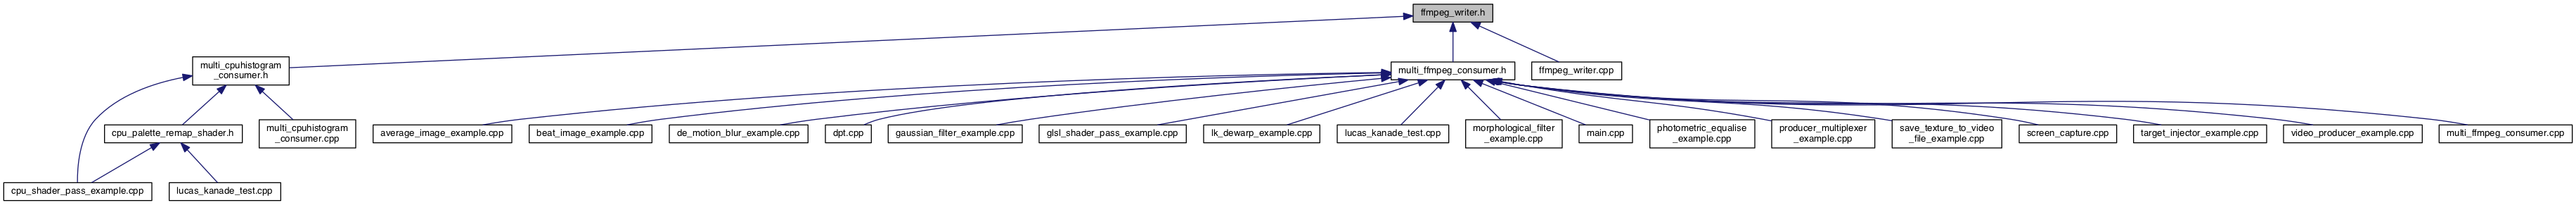 ffmpeg_writer.h
multi_cpuhistogram
_consumer.h
multi_ffmpeg_consumer.h
ffmpeg_writer.cpp
cpu_palette_remap_shader.h
multi_cpuhistogram
_consumer.cpp
average_image_example.cpp
beat_image_example.cpp
de_motion_blur_example.cpp
dpt.cpp
gaussian_filter_example.cpp
glsl_shader_pass_example.cpp
lk_dewarp_example.cpp
lucas_kanade_test.cpp
morphological_filter
_example.cpp
main.cpp
photometric_equalise
_example.cpp
producer_multiplexer
_example.cpp
save_texture_to_video
_file_example.cpp
screen_capture.cpp
target_injector_example.cpp
video_producer_example.cpp
multi_ffmpeg_consumer.cpp
cpu_shader_pass_example.cpp
lucas_kanade_test.cpp